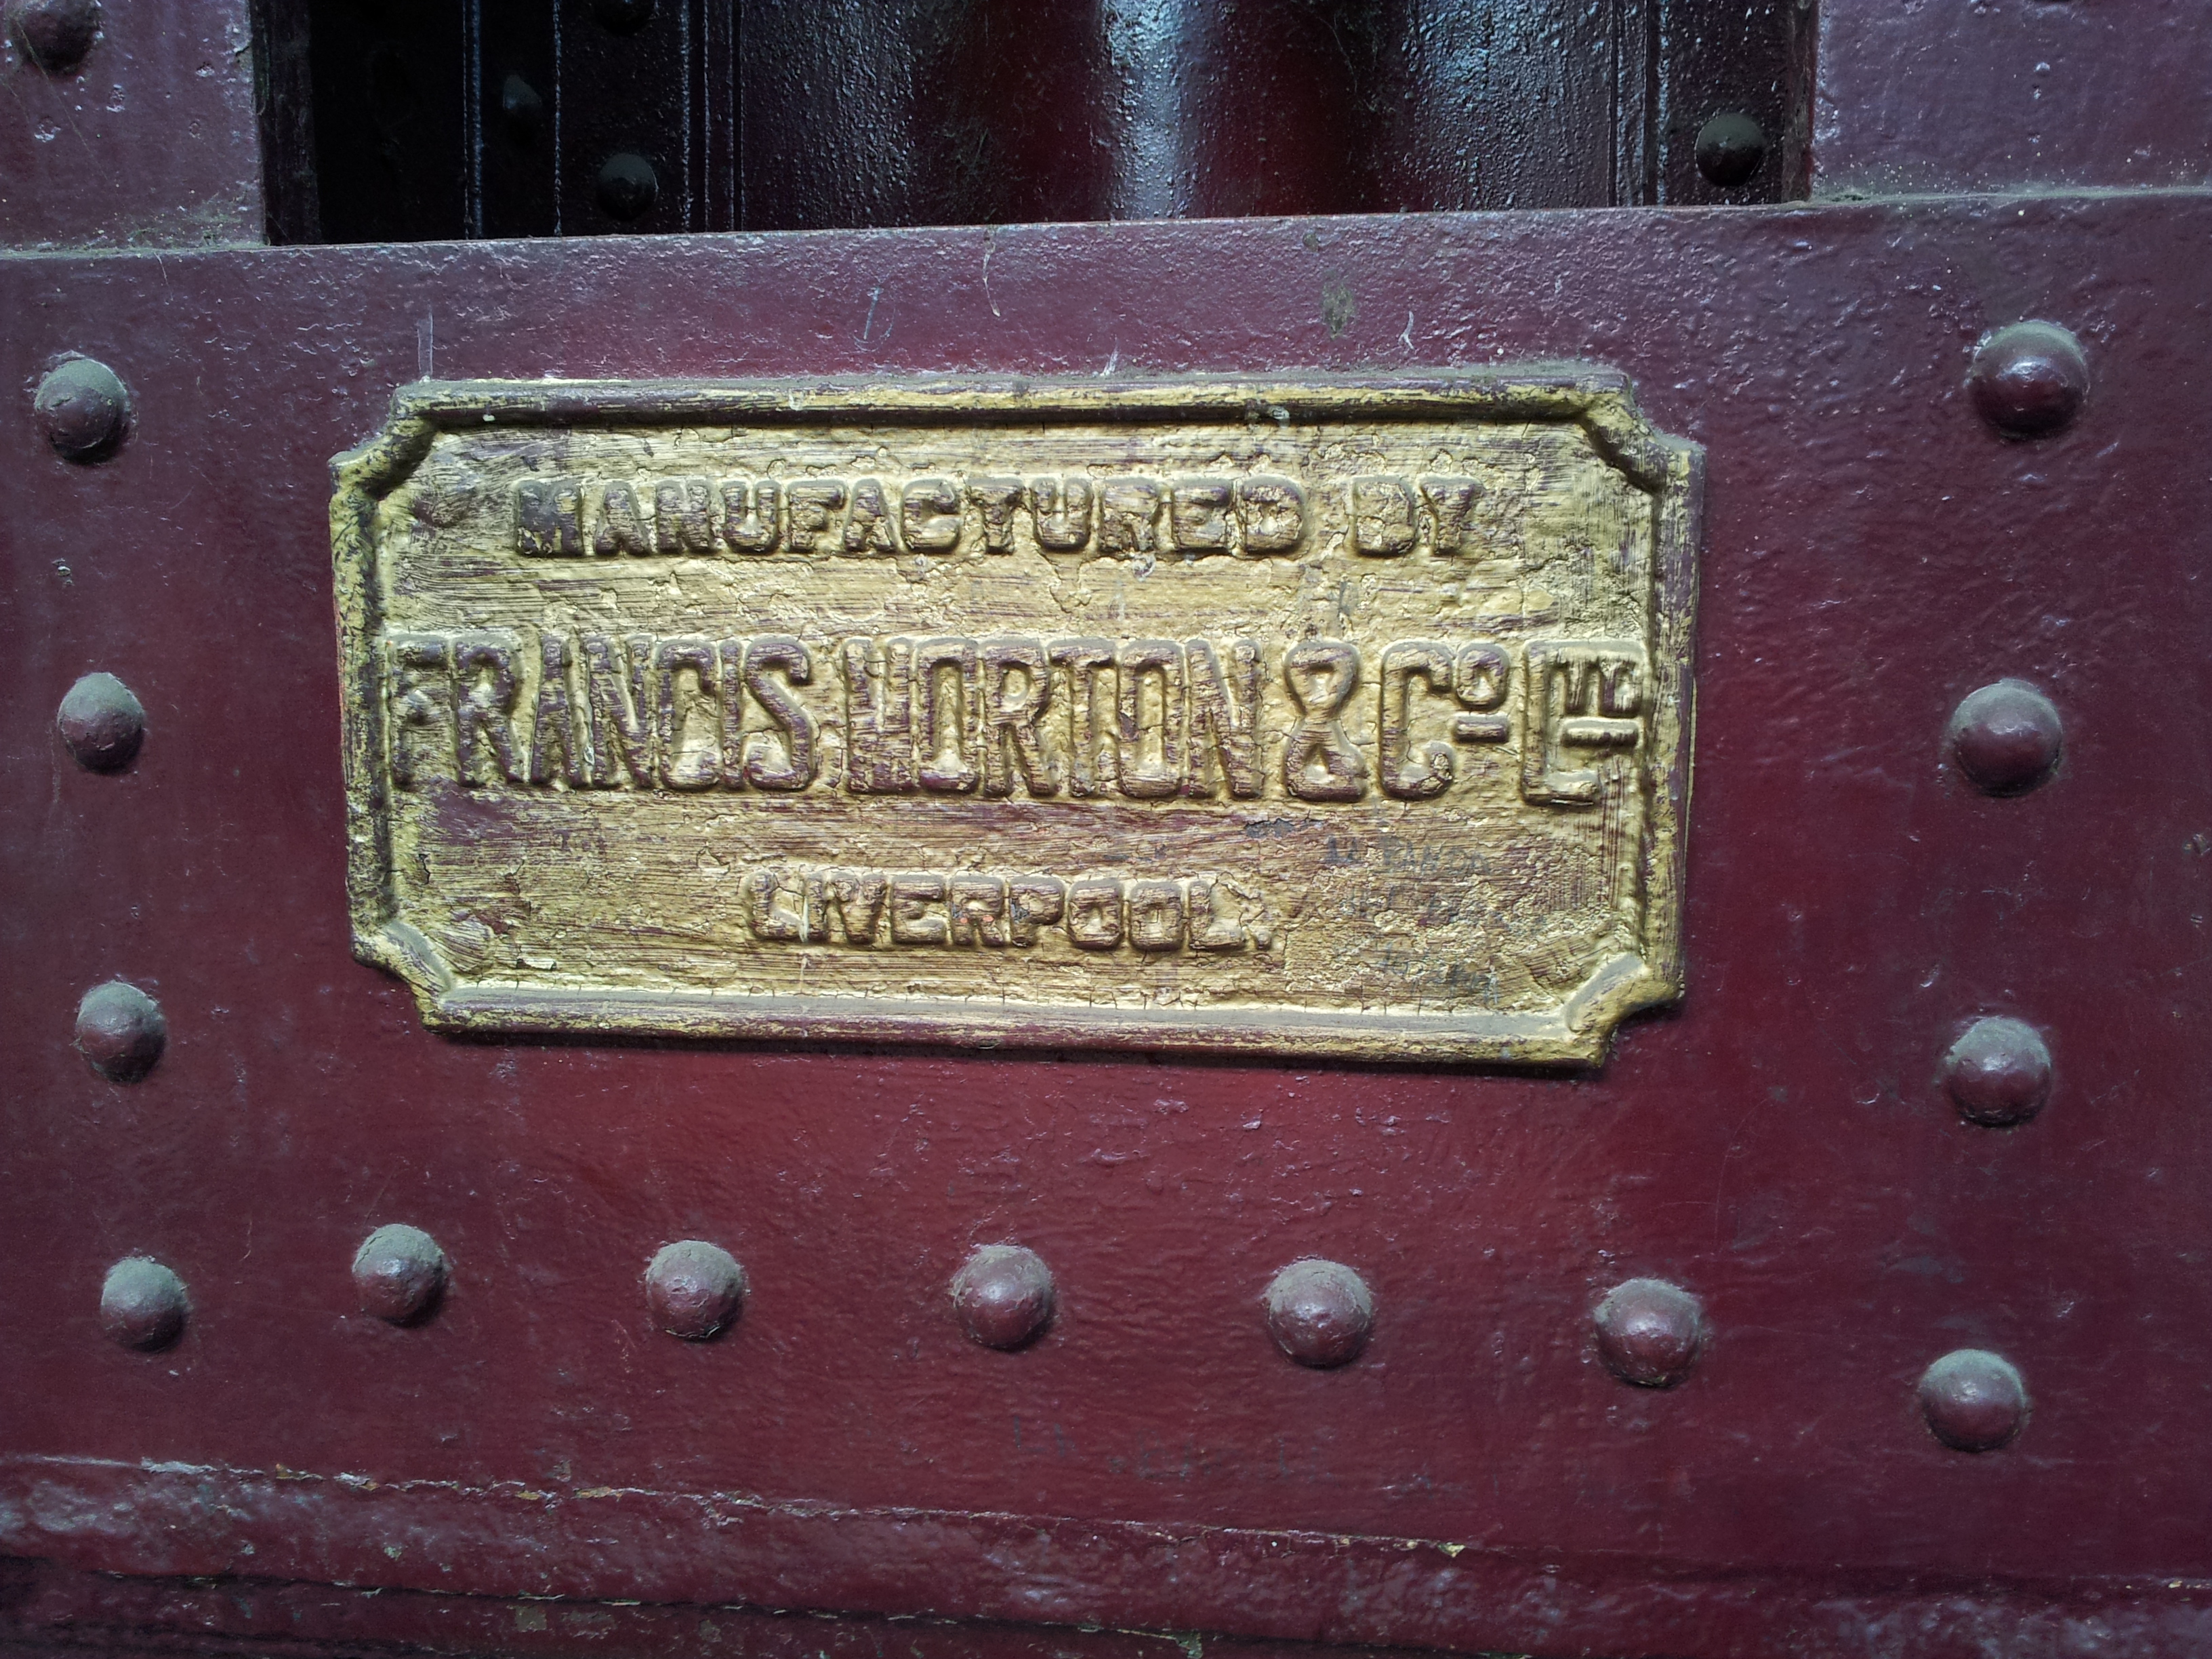 MANUFACTURED BY
FRANCIS MORTON & Co Ltd
LIVERPOOL.